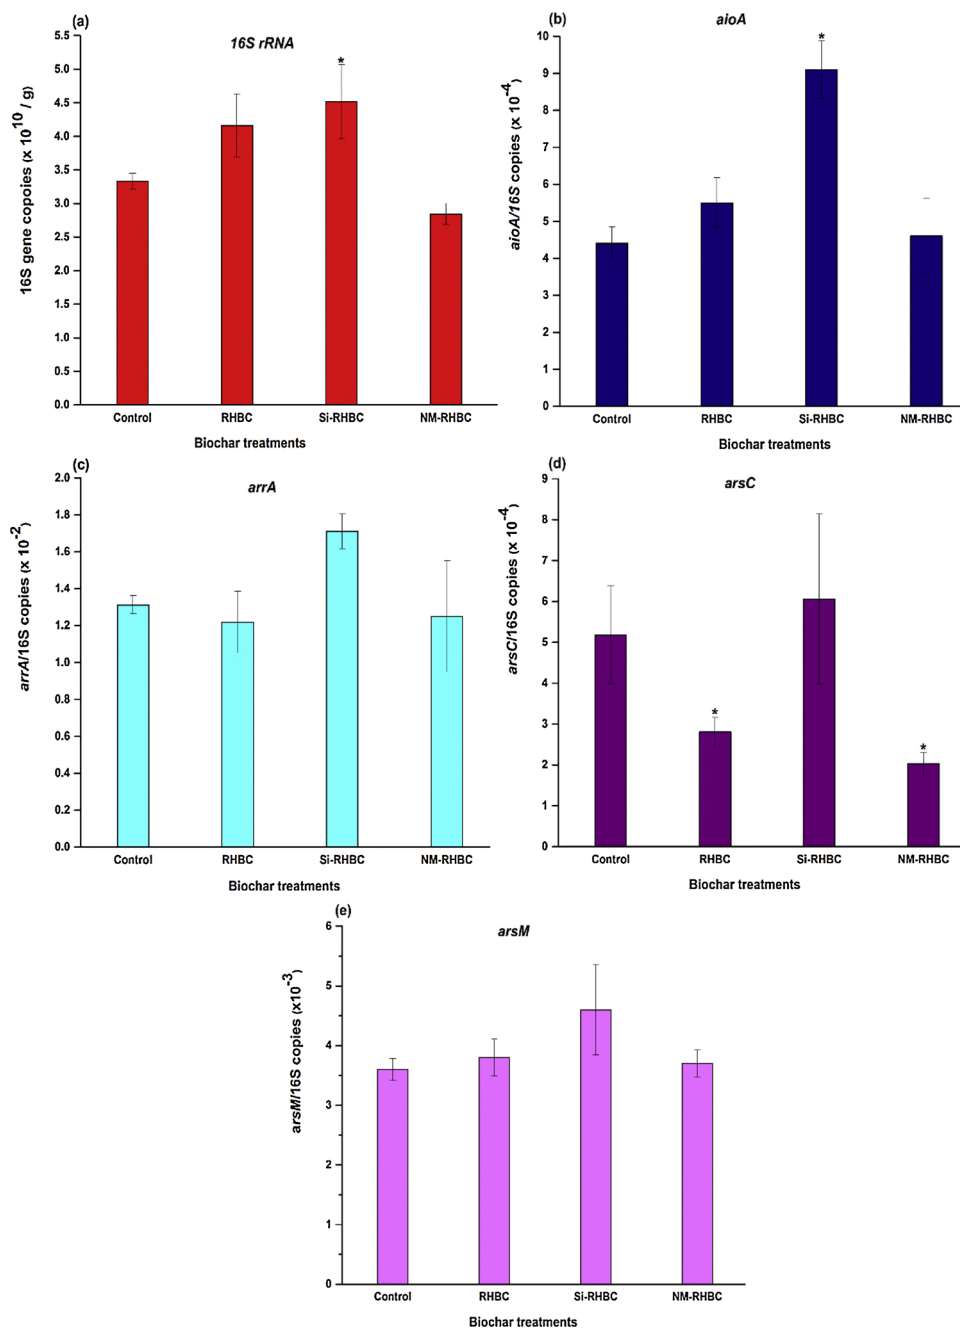 (a)
16S rRNA
16S gene copoies (x 10^10 / g)
5.5
5.0
4.5
4.0
3.5
3.0
2.5
2.0
1.5
1.0
0.5
0.0
*
Control RHBC Si-RHBC NM-RHBC
Biochar treatments
(b)
aioA
aioA/16S copies (x 10^-4)
10
9
8
7
6
5
4
3
2
1
0
*
Control RHBC Si-RHBC NM-RHBC
Biochar treatments
(c)
arrA
arrA/16S copies (x 10^-2)
2.0
1.8
1.6
1.4
1.2
1.0
0.8
0.6
0.4
0.2
0.0
Control RHBC Si-RHBC NM-RHBC
Biochar treatments
(d)
arsC
arsC/16S copies (x 10^-4)
9
8
7
6
5
4
3
2
1
0
*
*
Control RHBC Si-RHBC NM-RHBC
Biochar treatments
(e)
arsM
arsM/16S copies (x10^-3)
6
5
4
3
2
1
0
Control RHBC Si-RHBC NM-RHBC
Biochar treatments